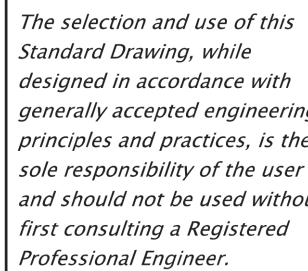 The selection and use of this
Standard Drawing, while
designed in accordance with
generally accepted engineering
principles and practices, is the
sole responsibility of the user
and should not be used without
first consulting a Registered
Professional Engineer.